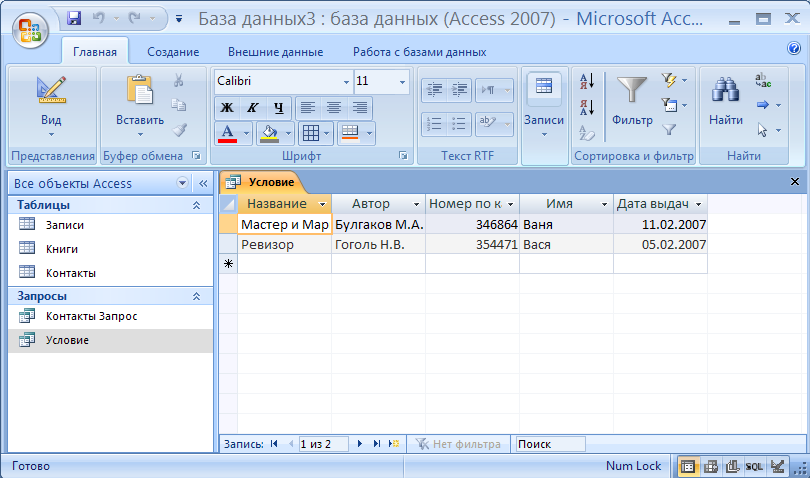 База данных3 : база данных (Access 2007) - Microsoft Acc...
Главная Создание Внешние данные Работа с базами данных
Calibri 11
Ж К Ч
А
Вид Вставить Записи Фильтр Найти
Представления Буфер обмена Шрифт Текст RTF Сортировка и фильтр Найти
Все объекты Access
Таблицы
Записи
Книги
Контакты
Запросы
Контакты Запрос
Условие
Условие
Название Автор Номер по к Имя Дата выдач
Мастер и Мар Булгаков М.А. 346864 Ваня 11.02.2007
Ревизор Гоголь Н.В. 354471 Вася 05.02.2007
Запись: 1 из 2 Нет фильтра Поиск
Готово Num Lock SQL